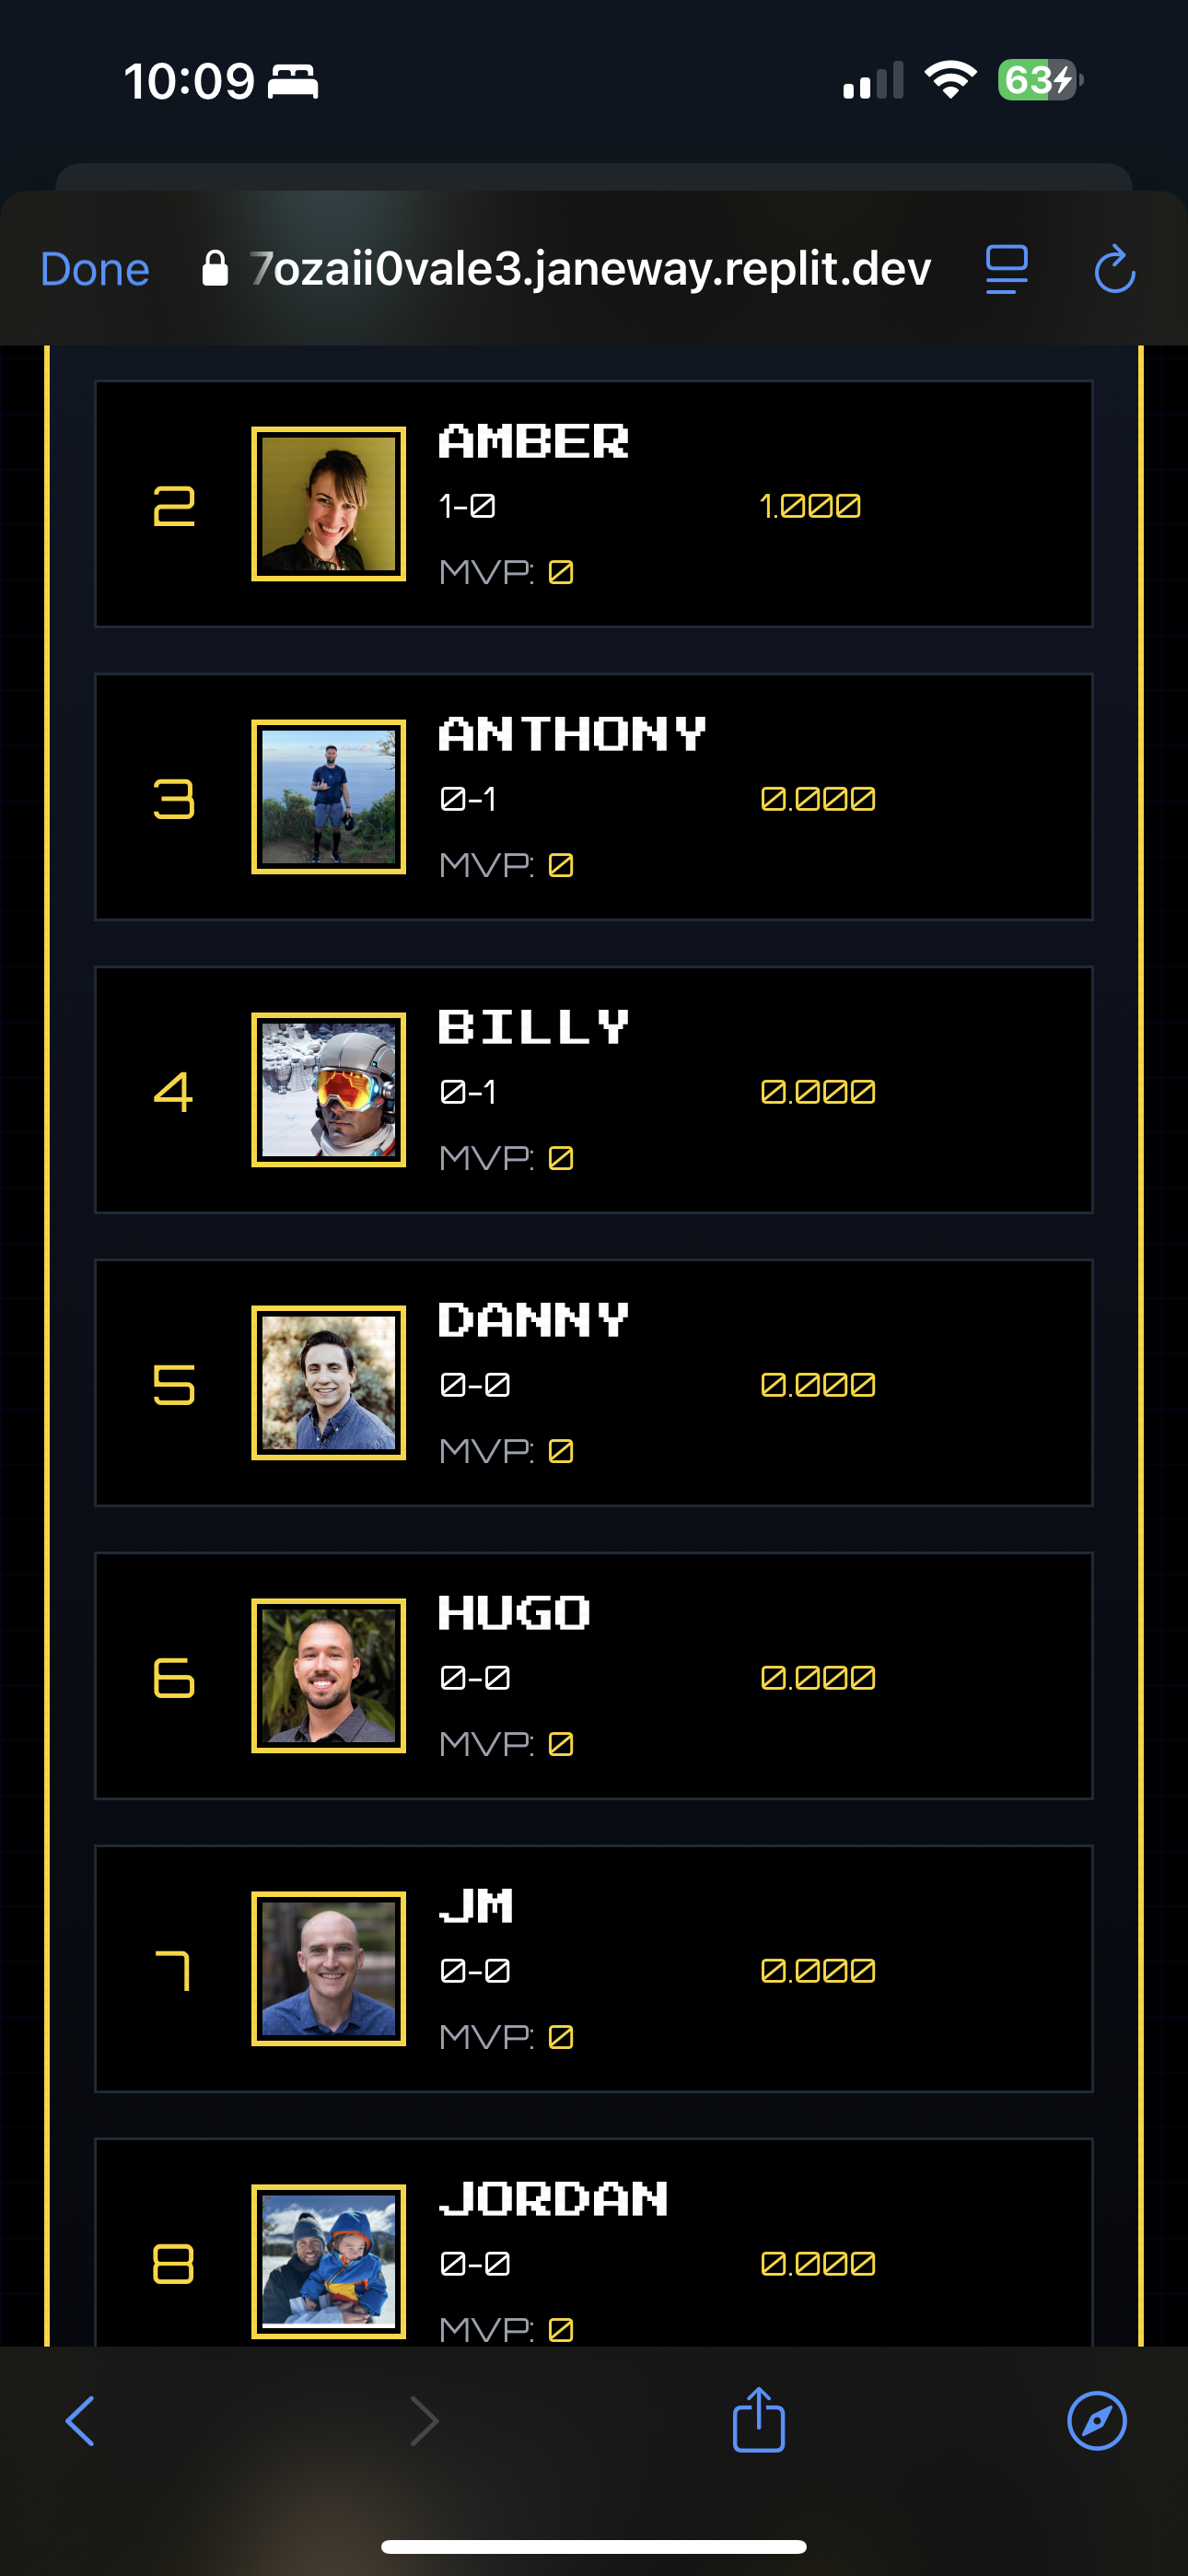 10:09
63
Done
7ozaii0vale3.janeway.replit.dev
2
AMBER
1-0 1.000
MVP: 0
3
ANTHONY
0-1 0.000
MVP: 0
4
BILLY
0-1 0.000
MVP: 0
5
DANNY
0-0 0.000
MVP: 0
6
HUGO
0-0 0.000
MVP: 0
7
JM
0-0 0.000
MVP: 0
8
JORDAN
0-0 0.000
MVP: 0